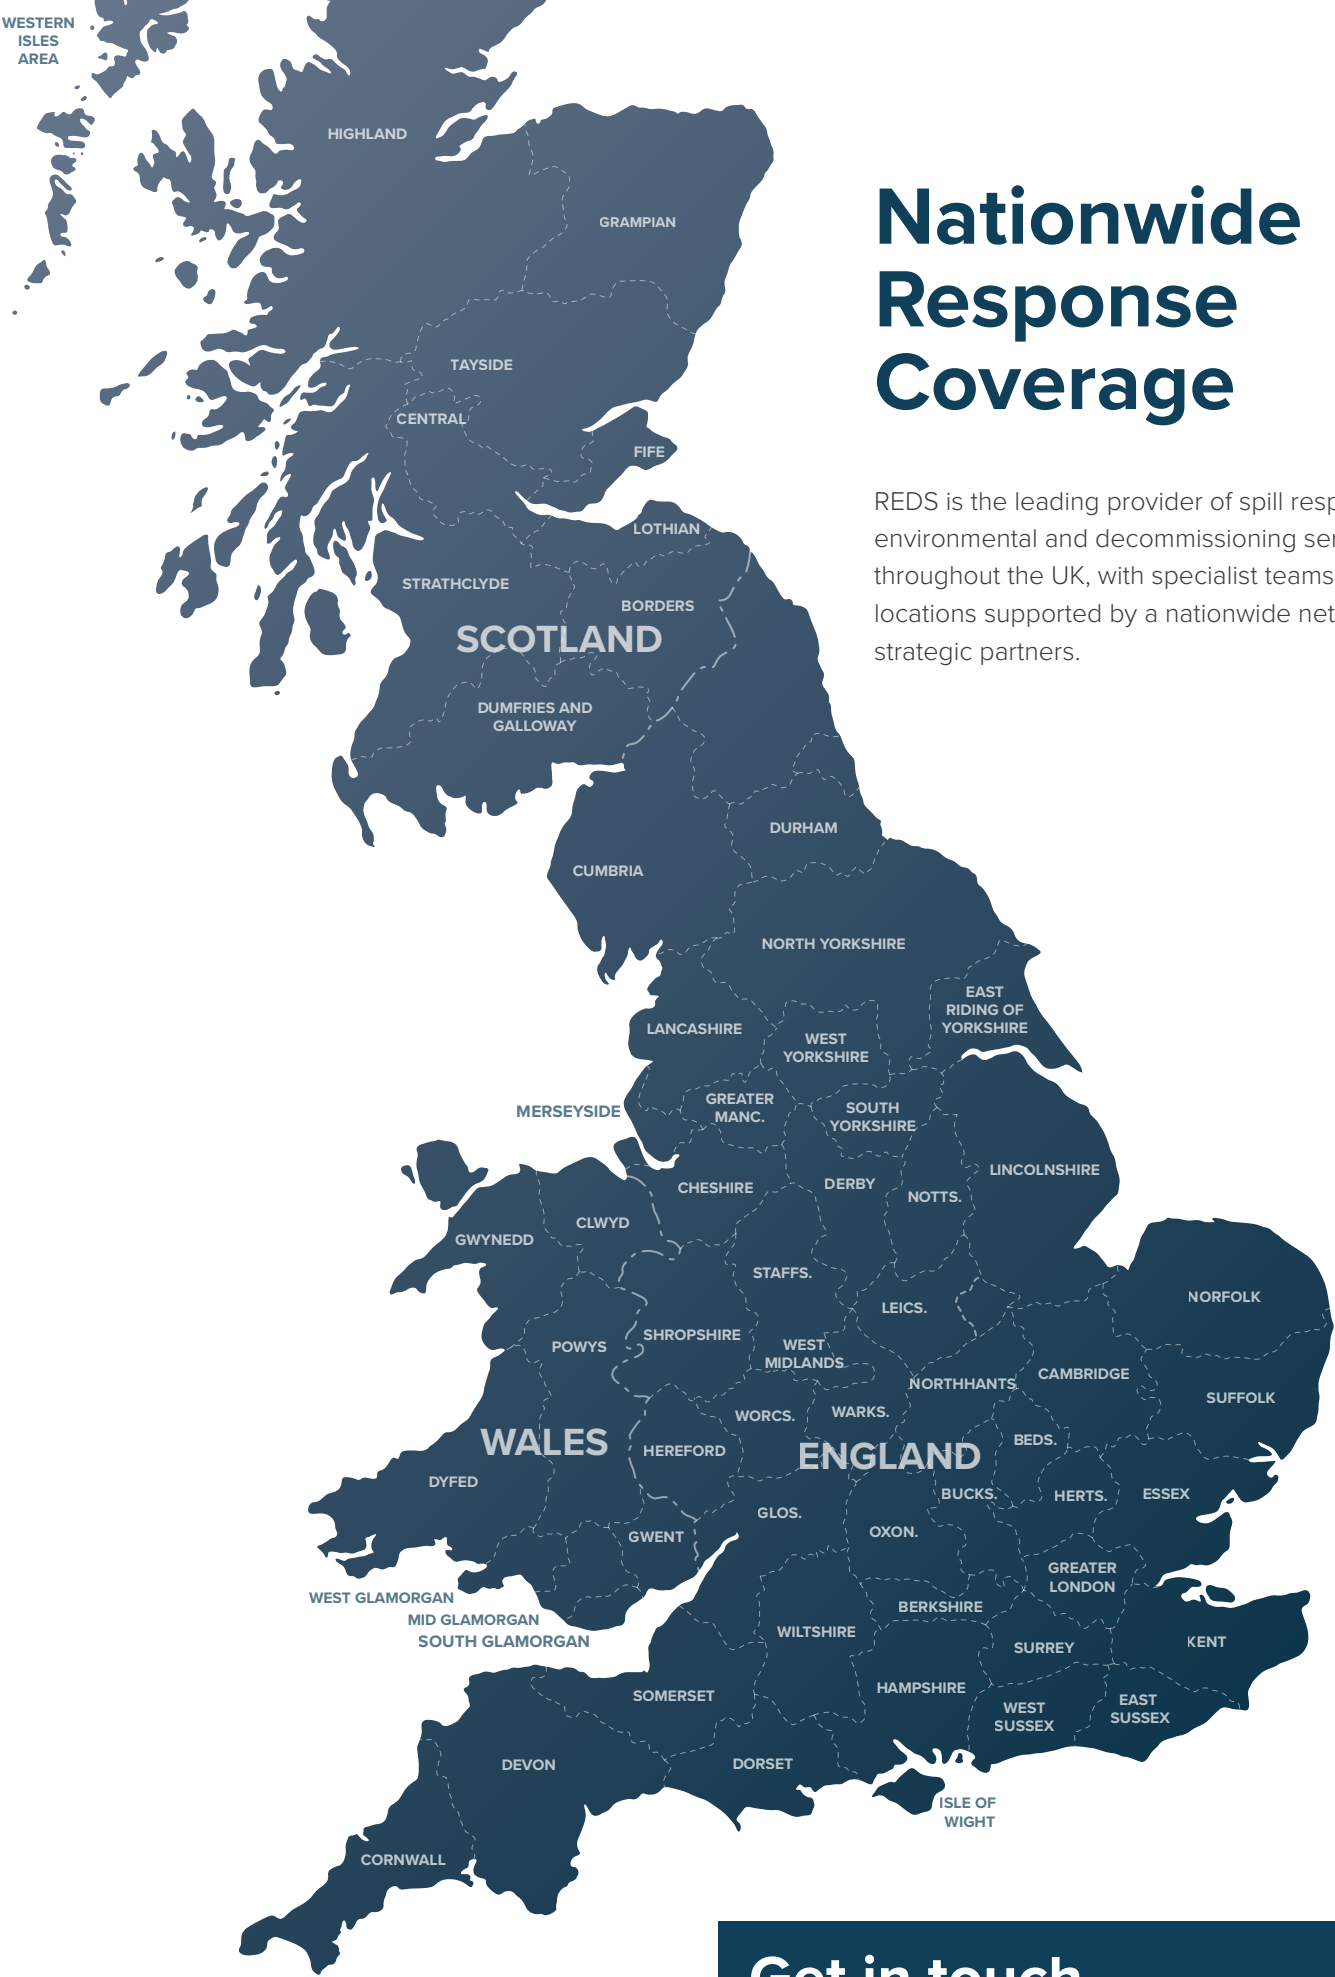 WESTERN
ISLES
AREA
HIGHLAND
GRAMPIAN
Nationwide
Response
Coverage
TAYSIDE
CENTRAL
FIFE
REDS is the leading provider of spill resp
environmental and decommissioning ser
throughout the UK, with specialist teams
locations supported by a nationwide net
strategic partners.
LOTHIAN
STRATHCLYDE
BORDERS
SCOTLAND
DUMFRIES AND
GALLOWAY
DURHAM
CUMBRIA
NORTH YORKSHIRE
EAST
RIDING OF
YORKSHIRE
LANCASHIRE
WEST
YORKSHIRE
MERSEYSIDE
GREATER
MANC.
SOUTH
YORKSHIRE
LINCOLNSHIRE
CHESHIRE
DERBY
NOTTS.
CLWYD
GWYNEDD
STAFFS.
LEICS.
NORFOLK
SHROPSHIRE
POWYS
WEST
MIDLANDS
NORTHHANTS.
CAMBRIDGE
SUFFOLK
WORCS.
WARKS.
WALES
HEREFORD
ENGLAND
BEDS.
DYFED
BUCKS.
HERTS.
ESSEX
GLOS.
OXON.
GWENT
GREATER
LONDON
WEST GLAMORGAN
MID GLAMORGAN
SOUTH GLAMORGAN
BERKSHIRE
WILTSHIRE
SURREY
KENT
SOMERSET
HAMPSHIRE
WEST
SUSSEX
EAST
SUSSEX
DEVON
DORSET
ISLE OF
WIGHT
CORNWALL
Get in touch